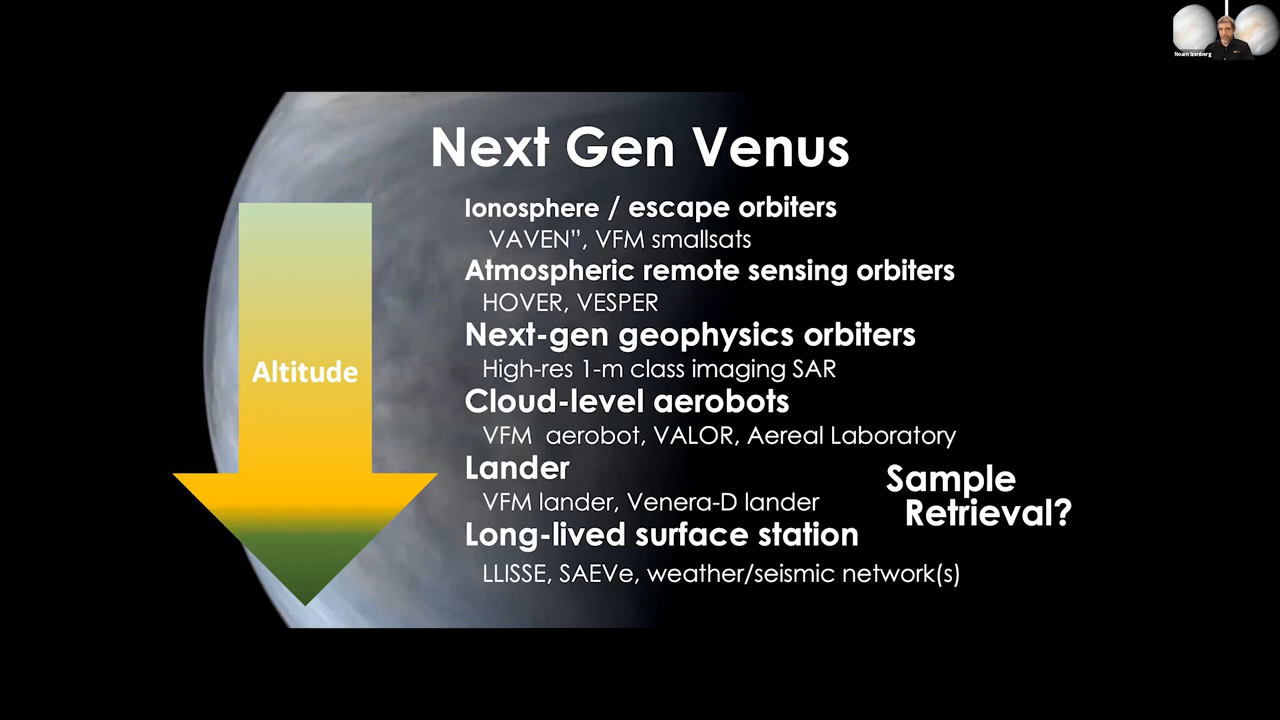 Noam Izenberg
Next Gen Venus
Ionosphere / escape orbiters
VAVEN”, VFM smallsats
Atmospheric remote sensing orbiters
HOVER, VESPER
Next-gen geophysics orbiters
High-res 1-m class imaging SAR
Altitude
Cloud-level aerobots
VFM aerobot, VALOR, Aereal Laboratory
Lander
VFM lander, Venera-D lander
Sample
Retrieval?
Long-lived surface station
LLISSE, SAEVe, weather/seismic network(s)